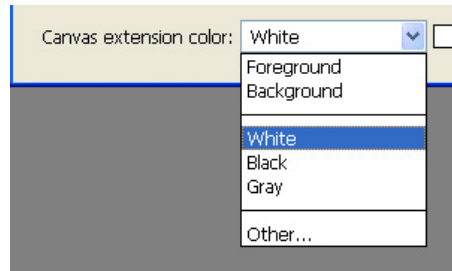 Canvas extension color: White
Foreground
Background
White
Black
Gray
Other...